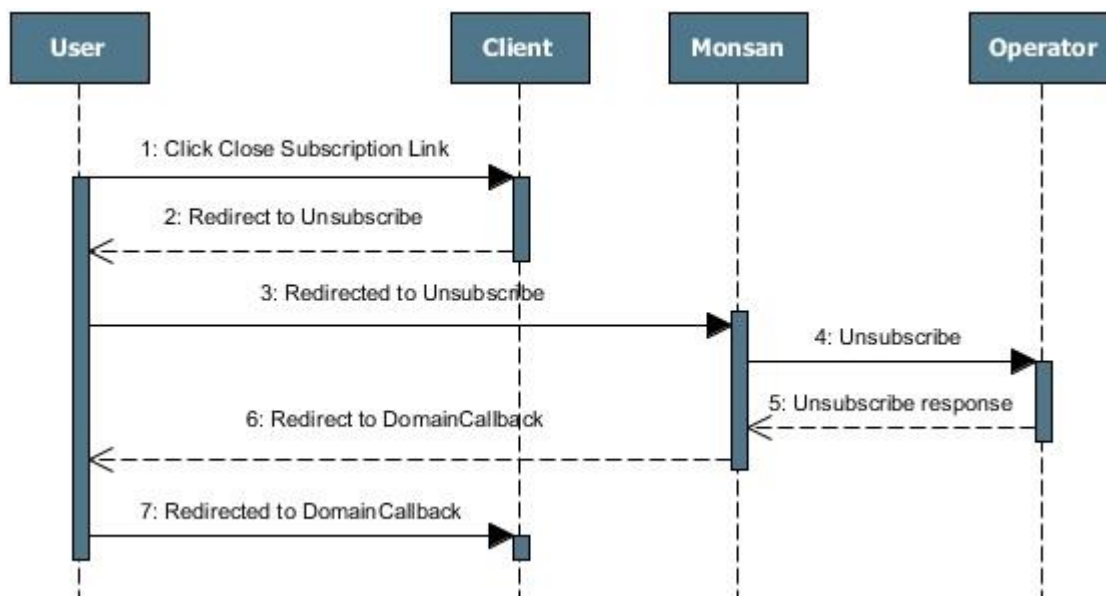 User
Client
Monsan
Operator
1: Click Close Subscription Link
2: Redirect to Unsubscribe
3: Redirected to Unsubscribe
4: Unsubscribe
5: Unsubscribe response
6: Redirect to DomainCallback
7: Redirected to DomainCallback